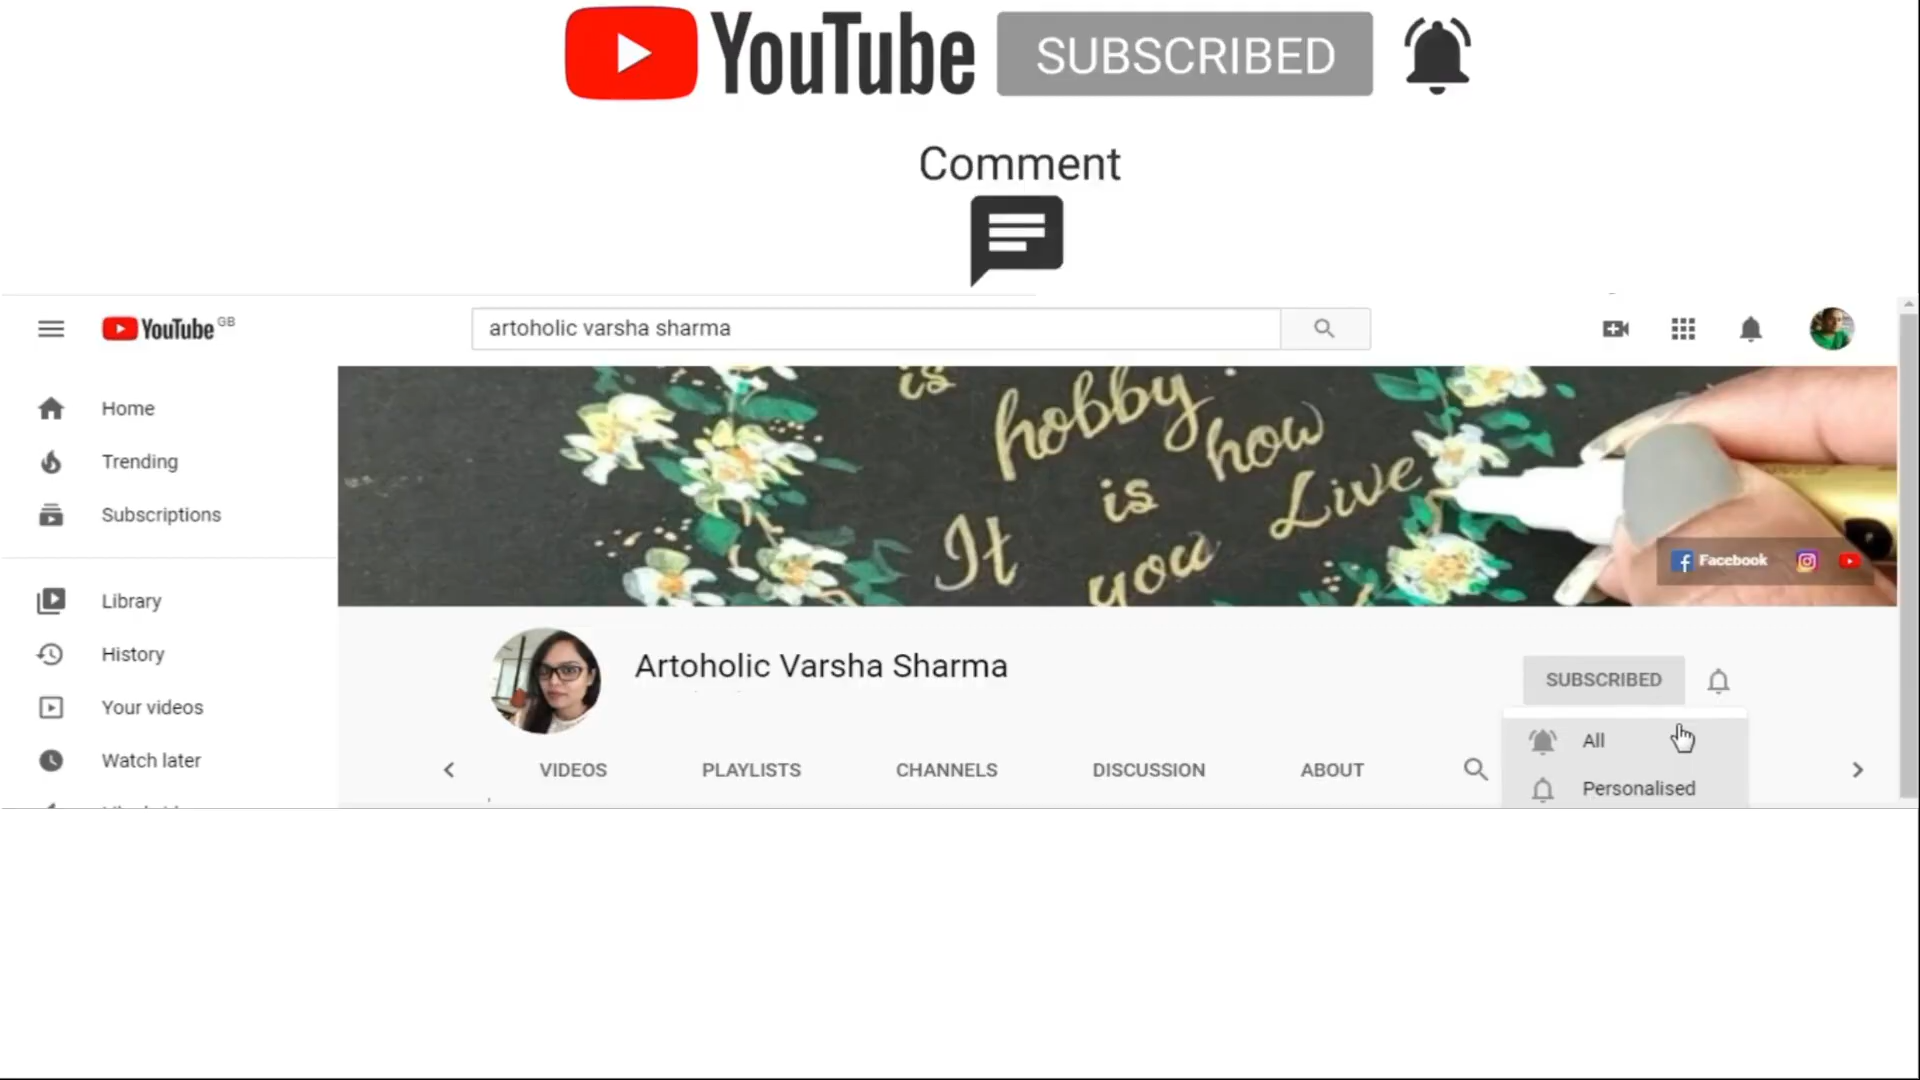 YouTube SUBSCRIBED
Comment
YouTube GB
artoholic varsha sharma
Home
Trending
Subscriptions
Library
History
Your videos
Watch later
is
hobby
how
is
Live
It
you
Facebook
Artoholic Varsha Sharma
SUBSCRIBED
All
Personalised
VIDEOS PLAYLISTS CHANNELS DISCUSSION ABOUT